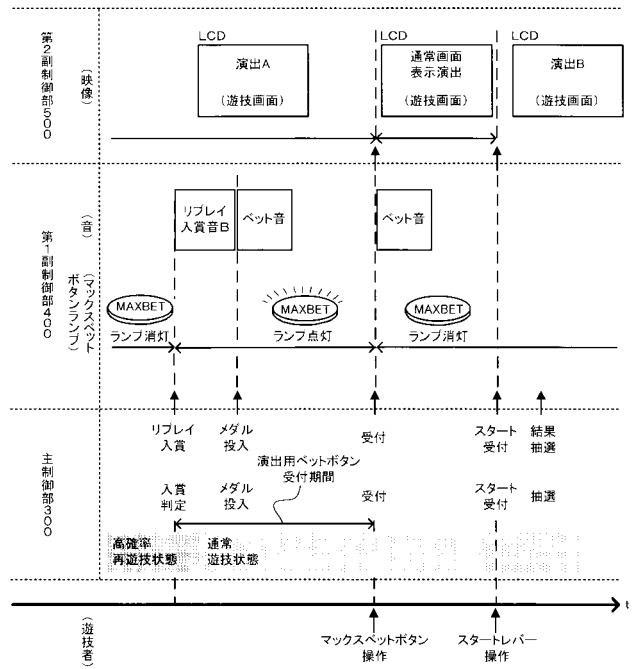 第2副制御部500
(映像)
LCD
演出A
(遊技画面)
LCD
通常画面
表示演出
(遊技画面)
LCD
演出B
(遊技画面)
第1副制御部400
(音)
リプレイ
入賞音B
ベット音
ベット音
(マックスベット
ボタンランプ)
MAXBET
ランプ消灯
MAXBET
ランプ点灯
MAXBET
ランプ消灯
主制御部300
リプレイ
入賞
メダル
投入
受付
スタート
受付
結果
抽選
演出用ベットボタン
受付期間
入賞
判定
メダル
投入
受付
スタート
受付
抽選
高確率
再遊技状態
通常
遊技状態
t
(遊技者)
マックスベットボタン
操作
スタートレバー
操作